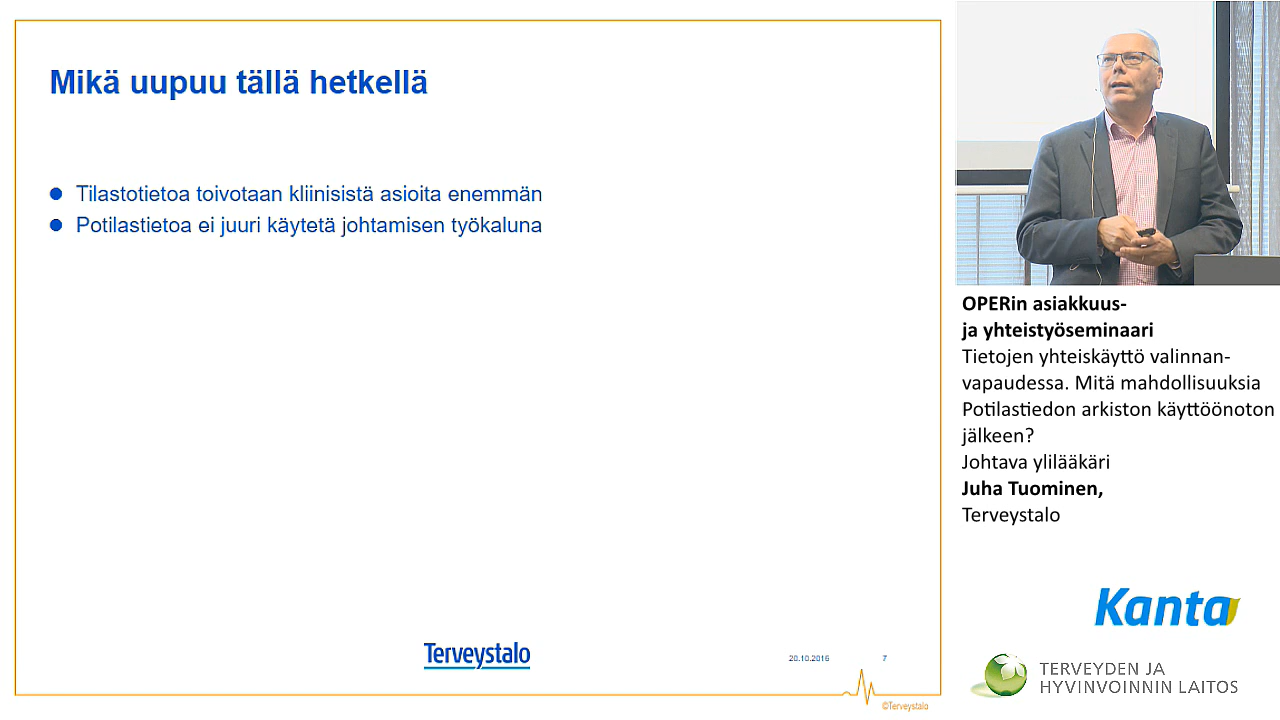 Mikä uupuu tällä hetkellä
Tilastotietoa toivotaan kliinisistä asioita enemmän
Potilastietoa ei juuri käytetä johtamisen työkaluna
Terveystalo
20.10.2016
7
©Terveystalo
OPERin asiakkuus-
ja yhteistyöseminaari
Tietojen yhteiskäyttö valinnan-
vapaudessa. Mitä mahdollisuuksia
Potilastiedon arkiston käyttöönoton
jälkeen?
Johtava ylilääkäri
Juha Tuominen,
Terveystalo
Kanta
TERVEYDEN JA
HYVINVOINNIN LAITOS